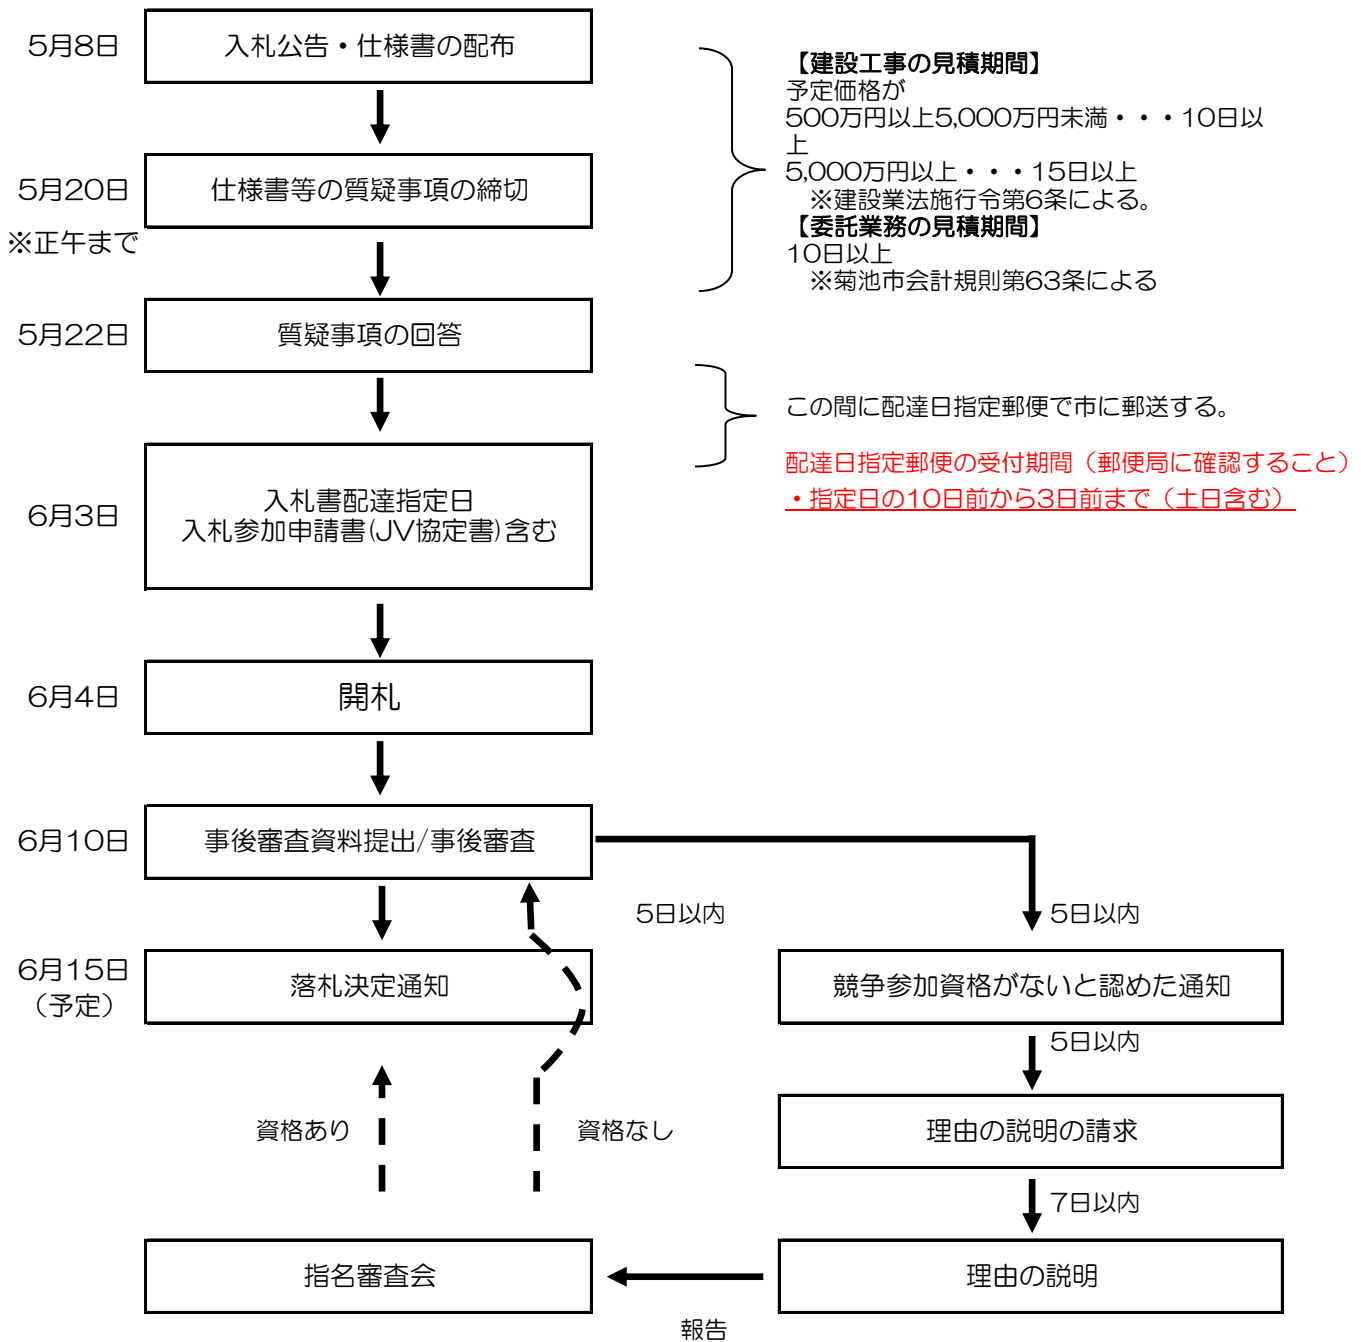 5月8日
入札公告・仕様書の配布
【建設工事の見積期間】
予定価格が
500万円以上5,000万円未満・・・10日以
上
5,000万円以上・・・15日以上
※建設業法施行令第6条による。
【委託業務の見積期間】
10日以上
※菊池市会計規則第63条による
5月20日
※正午まで
仕様書等の質疑事項の締切
5月22日
質疑事項の回答
この間に配達日指定郵便で市に郵送する。
配達日指定郵便の受付期間（郵便局に確認すること）
・指定日の10日前から3日前まで（土日含む）
6月3日
入札書配達指定日
入札参加申請書(JV協定書)含む
6月4日
開札
6月10日
事後審査資料提出/事後審査
5日以内
5日以内
6月15日
（予定）
落札決定通知
競争参加資格がないと認めた通知
5日以内
資格あり
資格なし
理由の説明の請求
7日以内
指名審査会
理由の説明
報告